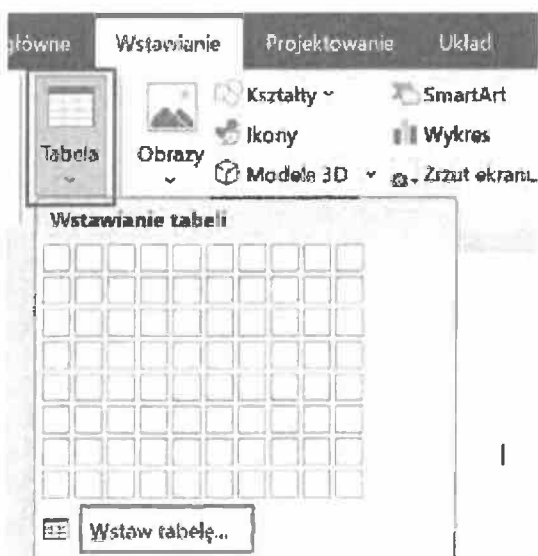 główne Wstawianie Projektowanie Układ
Tabela
Obrazy
Kształty
Ikony
Modele 3D
SmartArt
Wykres
Zrzut ekranu
Wstawianie tabeli
Wstaw tabelę...